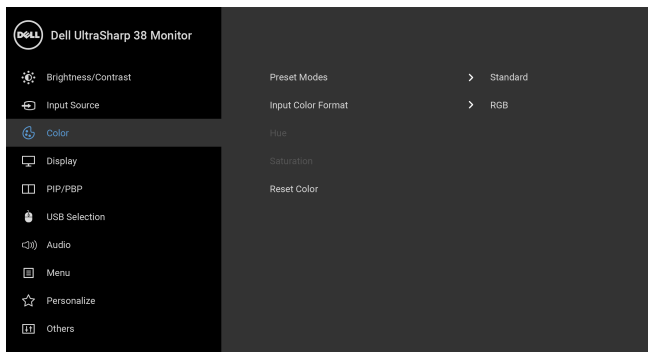 DELL Dell UltraSharp 38 Monitor
Brightness/Contrast
Input Source
Color
Display
PIP/PBP
USB Selection
Audio
Menu
Personalize
Others
Preset Modes > Standard
Input Color Format > RGB
Hue
Saturation
Reset Color